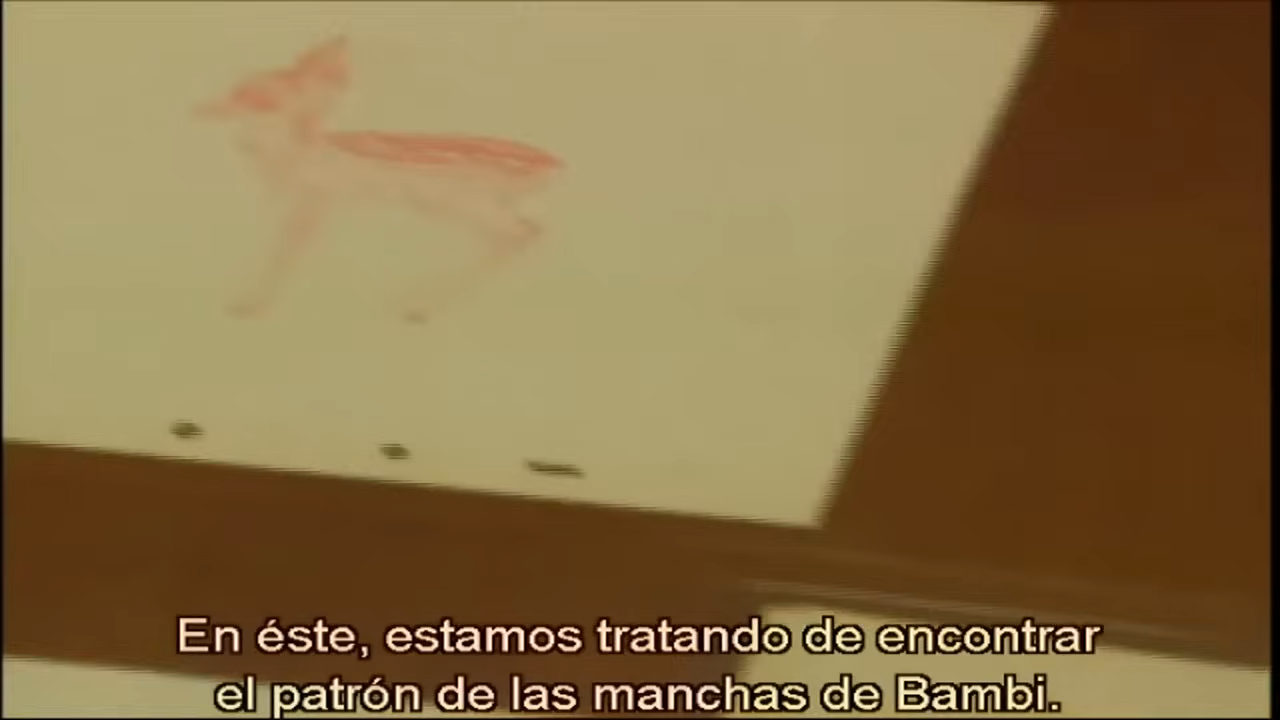 En éste, estamos tratando de encontrar
el patrón de las manchas de Bambi.